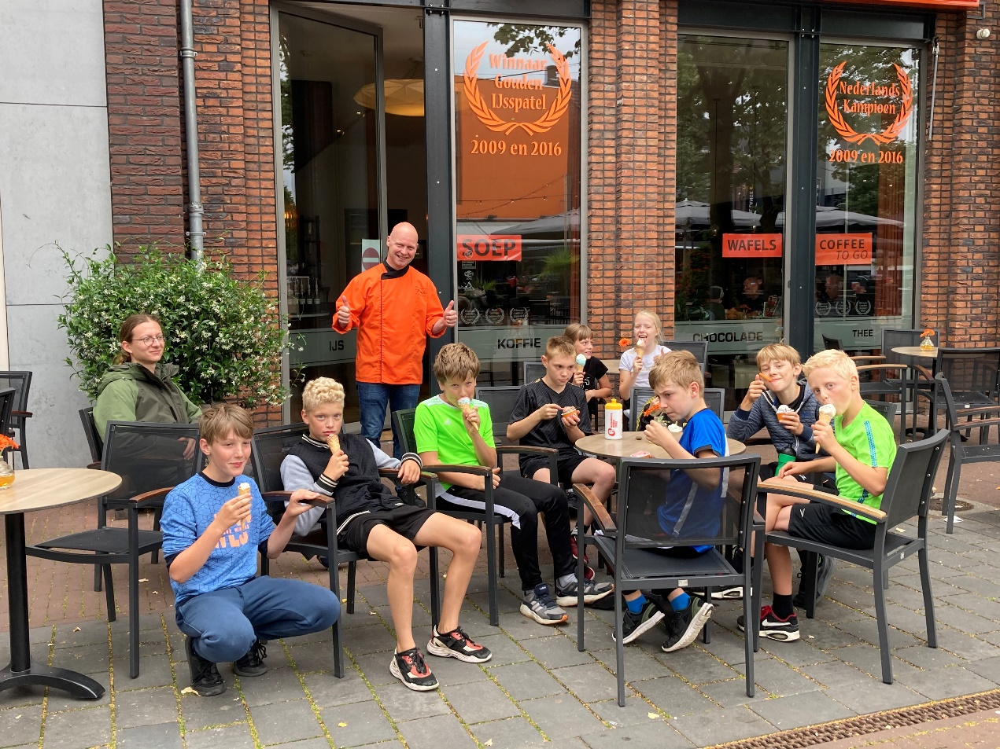 Winnaar
Gouden
IJsspatel
2009 en 2016
Nederlands
Kampioen
2009 en 2016
SOEP
WAFELS
COFFEE
TO GO
IJS
KOFFIE
CHOCOLADE
THEE